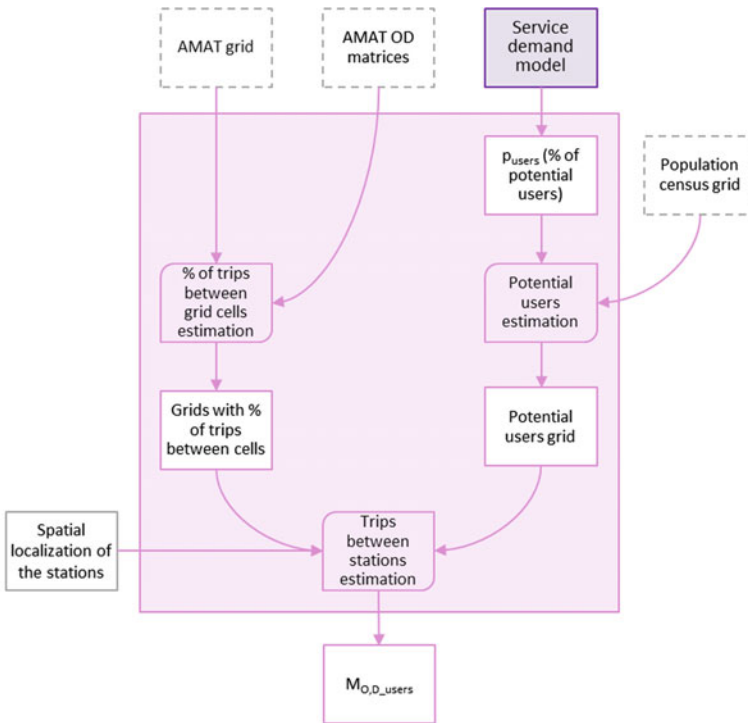 AMAT grid
AMAT OD
matrices
Service
demand
model
pusers (% of
potential
users)
Population
census grid
% of trips
between
grid cells
estimation
Potential
users
estimation
Grids with %
of trips
between cells
Potential
users grid
Spatial
localization of
the stations
Trips
between
stations
estimation
MO,D_users